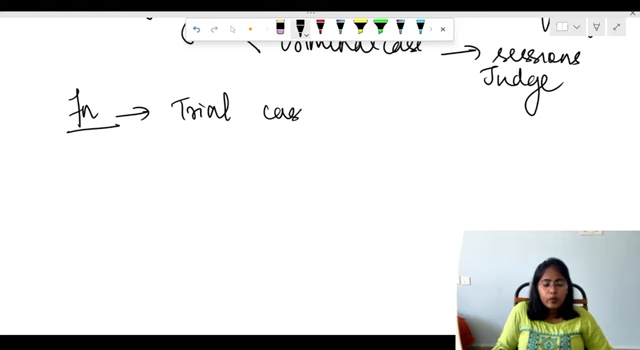 criminal case → sessions
Judge
In → Trial cas